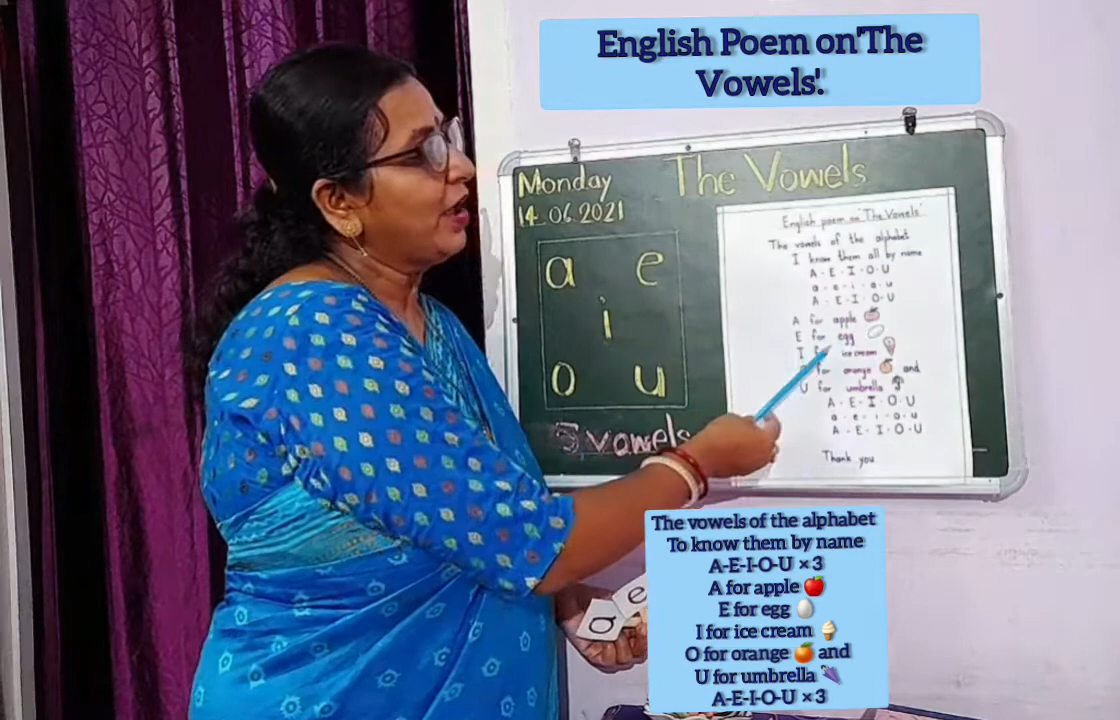 English Poem on'The
Vowels'.
Monday
14.06.2021
The Vowels
a e
i
o u
5 vowels
English poem on 'The Vowels'
The vowels of the alphabet
I know them all by name
A-E-I-O-U
a-e-i-o-u
A-E-I-O-U
A for apple
E for egg
I for ice cream
for orange and
U for umbrella
A-E-I-O-U
a-e-i-o-u
A-E-I-O-U
Thank you
a e
The vowels of the alphabet
To know them by name
A-E-I-O-U ×3
A for apple 🍎
E for egg 🥚
I for ice cream 🍦
O for orange 🍊 and
U for umbrella 🌂
A-E-I-O-U ×3